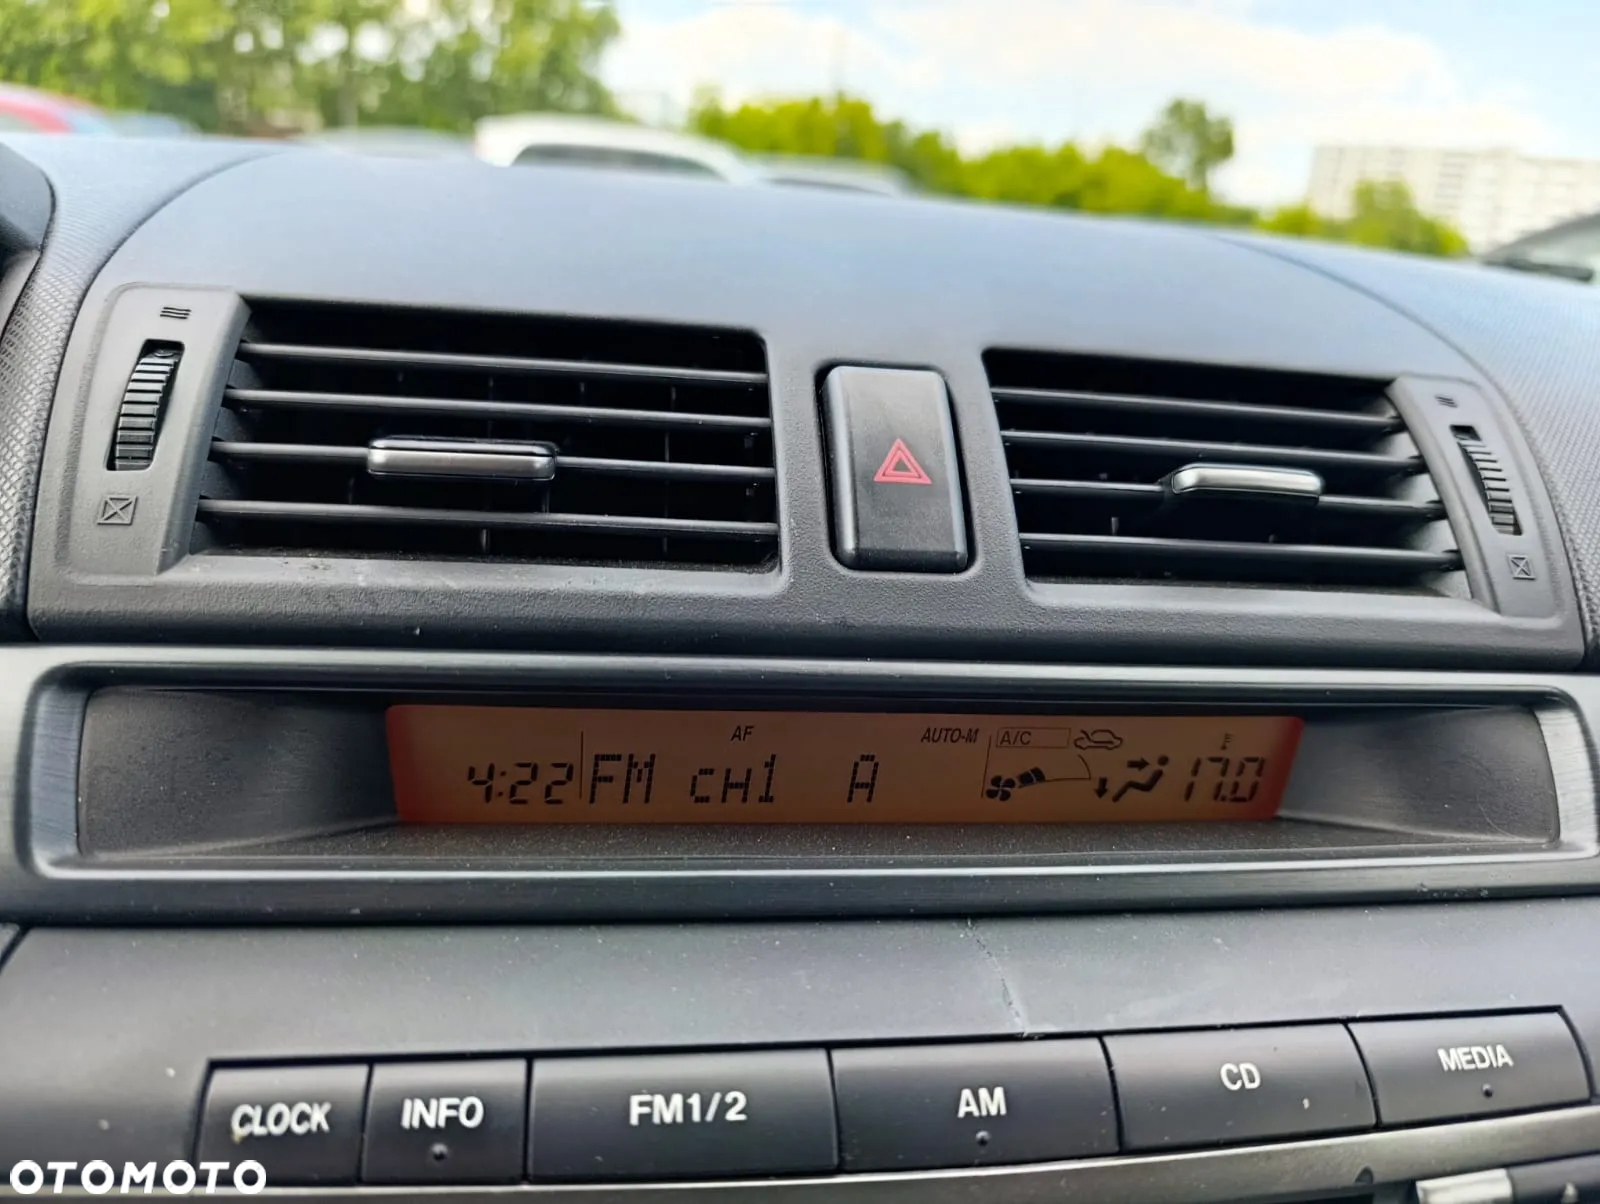 AF AUTO-M A/C
4:22 FM CH1 A 17.0
CLOCK INFO FM1/2 AM CD MEDIA
OTOMOTO